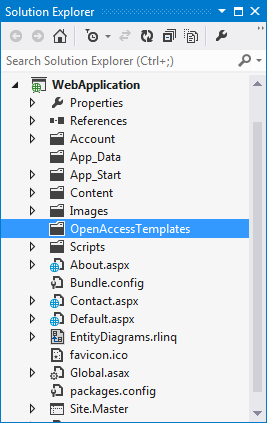 Solution Explorer
Search Solution Explorer (Ctrl+;)
WebApplication
Properties
References
Account
App_Data
App_Start
Content
Images
OpenAccessTemplates
Scripts
About.aspx
Bundle.config
Contact.aspx
Default.aspx
EntityDiagrams.rlinq
favicon.ico
Global.asax
packages.config
Site.Master